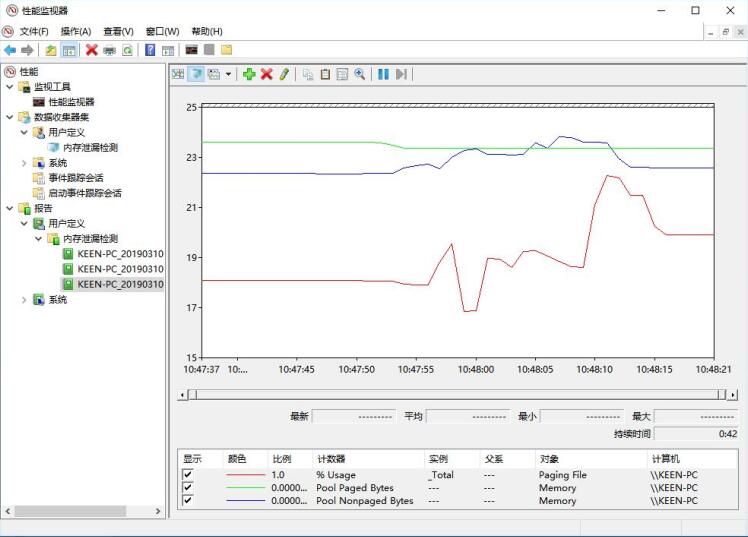 性能监视器
文件(F) 操作(A) 查看(V) 窗口(W) 帮助(H)
性能
监视工具
性能监视器
数据收集器集
用户定义
内存泄漏检测
系统
事件跟踪会话
启动事件跟踪会话
报告
用户定义
内存泄漏检测
KEEN-PC_20190310
KEEN-PC_20190310
KEEN-PC_20190310
系统
25
23
21
19
17
15
10:47:37 10:... 10:47:45 10:47:50 10:47:55 10:48:00 10:48:05 10:48:10 10:48:15 10:48:21
最新 --------- 平均 --------- 最小 --------- 最大 ---------
持续时间 0:42
显示 颜色 比例 计数器 实例 父系 对象 计算机
1.0 % Usage _Total --- Paging File \\KEEN-PC
0.0000... Pool Paged Bytes --- --- Memory \\KEEN-PC
0.0000... Pool Nonpaged Bytes --- --- Memory \\KEEN-PC